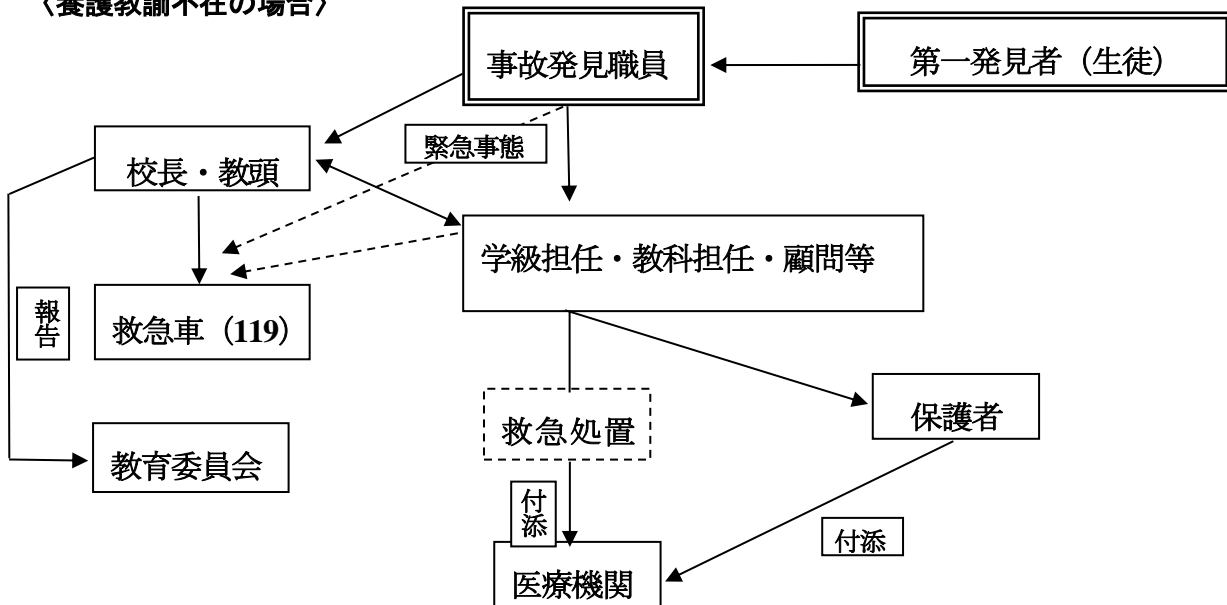 〈養護教諭不在の場合〉
事故発見職員
第一発見者（生徒）
緊急事態
校長・教頭
学級担任・教科担任・顧問等
報告
救急車（119）
救急処置
保護者
教育委員会
付添
付添
医療機関